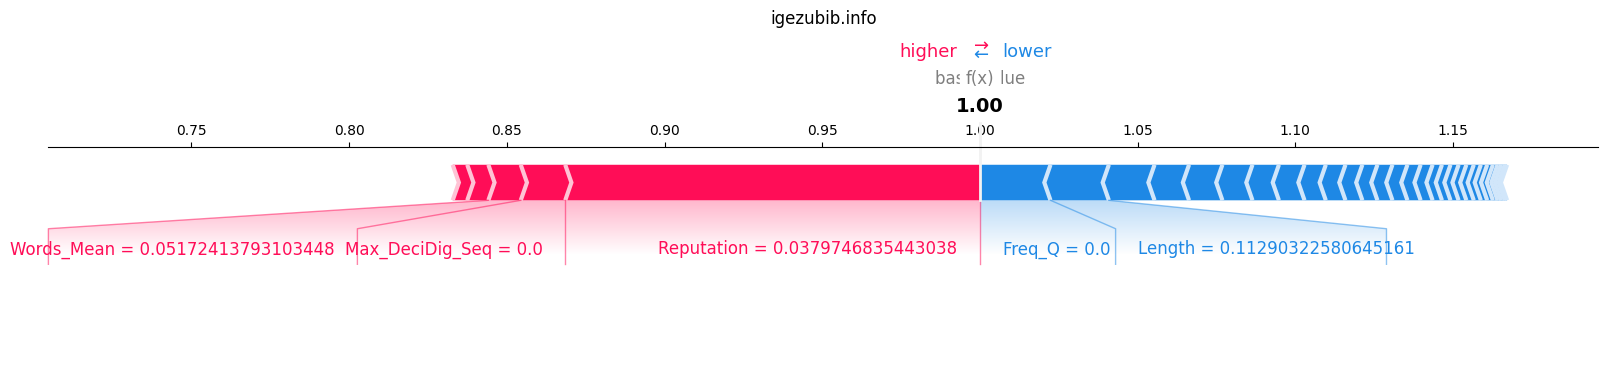 igezubib.info
higher ⇄ lower
bas f(x) lue
1.00
0.75 0.80 0.85 0.90 0.95 1.00 1.05 1.10 1.15
Words_Mean = 0.05172413793103448 Max_DeciDig_Seq = 0.0 Reputation = 0.0379746835443038 Freq_Q = 0.0 Length = 0.11290322580645161